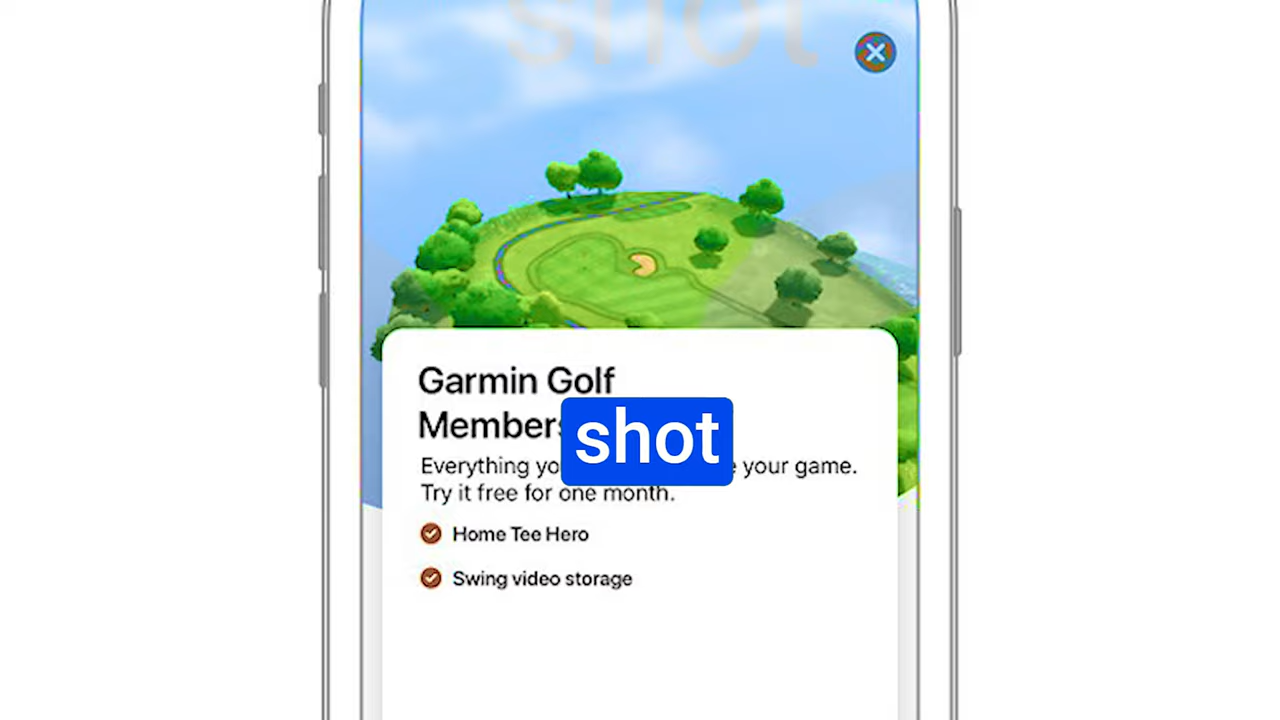 shot
Garmin Golf
Members
shot
Everything yo e your game.
Try it free for one month.
Home Tee Hero
Swing video storage